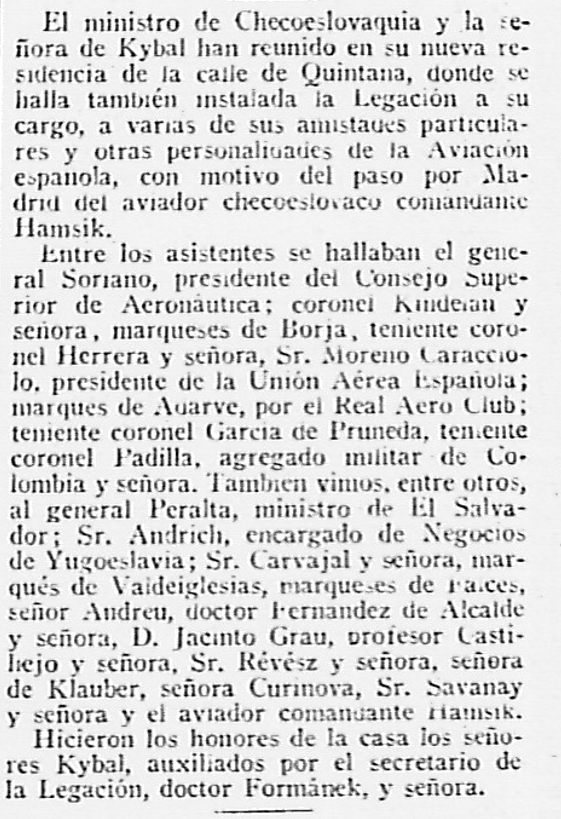 El ministro de Checoeslovaquia y la se-
ñora de Kybal han reunido en su nueva re-
sidencia de la calle de Quintana, donde se
halla también instalada la Legación a su
cargo, a varias de sus amistades particula-
res y otras personalidades de la Aviación
española, con motivo del paso por Ma-
drid del aviador checoeslovaco comandante
Hamsik.
Entre los asistentes se hallaban el gene-
ral Soriano, presidente del Consejo Supe-
rior de Aeronáutica; coronel Kindelán y
señora, marqueses de Borja, teniente coro-
nel Herrera y señora, Sr. Moreno Caraccio-
lo, presidente de la Unión Aérea Española;
marqués de Aoarve, por el Real Aero Club;
teniente coronel García de Pruneda, teniente
coronel Padilla, agregado militar de Co-
lombia y señora. También vimos, entre otros,
al general Peralta, ministro de El Salva-
dor; Sr. Andrich, encargado de Negocios
de Yugoeslavia; Sr. Carvajal y señora, mar-
qués de Valdeiglesias, marqueses de Falces,
señor Andreu, doctor Fernández de Alcalde
y señora, D. Jacinto Grau, profesor Casti-
llejo y señora, Sr. Révész y señora, señora
de Klauber, señora Curinova, Sr. Savanay
y señora y el aviador comandante Hamsik.
Hicieron los honores de la casa los seño-
res Kybal, auxiliados por el secretario de
la Legación, doctor Formánek, y señora.